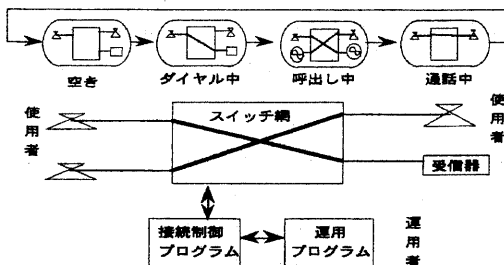 空き
ダイヤル中
呼出し中
通話中
使用者
スイッチ網
使用者
受信器
接続制御
プログラム
運用
プログラム
運用者